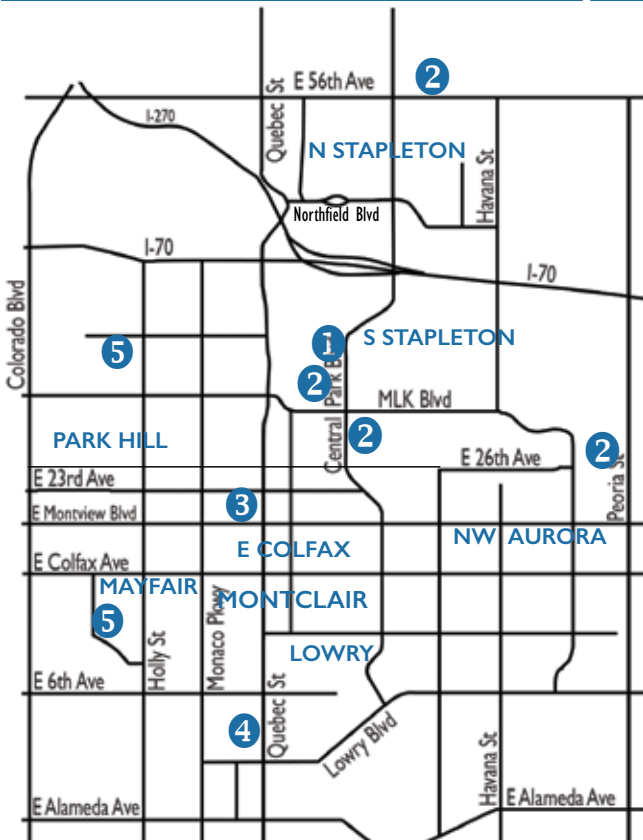 2
E 56th Ave
Quebec St
I-270
N STAPLETON
Havana St
Northfield Blvd
I-70
I-70
Colorado Blvd
1
S STAPLETON
5
2
Central Park B
MLK Blvd
2
PARK HILL
E 26th Ave
2
Peoria St
E 23rd Ave
3
E Montview Blvd
NW AURORA
E COLFAX
E Colfax Ave
MAYFAIR
MONTCLAIR
5
Holly St
Monaco Pkwy
LOWRY
E 6th Ave
Quebec St
4
Lowry Blvd
Havana St
E Alameda Ave
E Alameda Ave